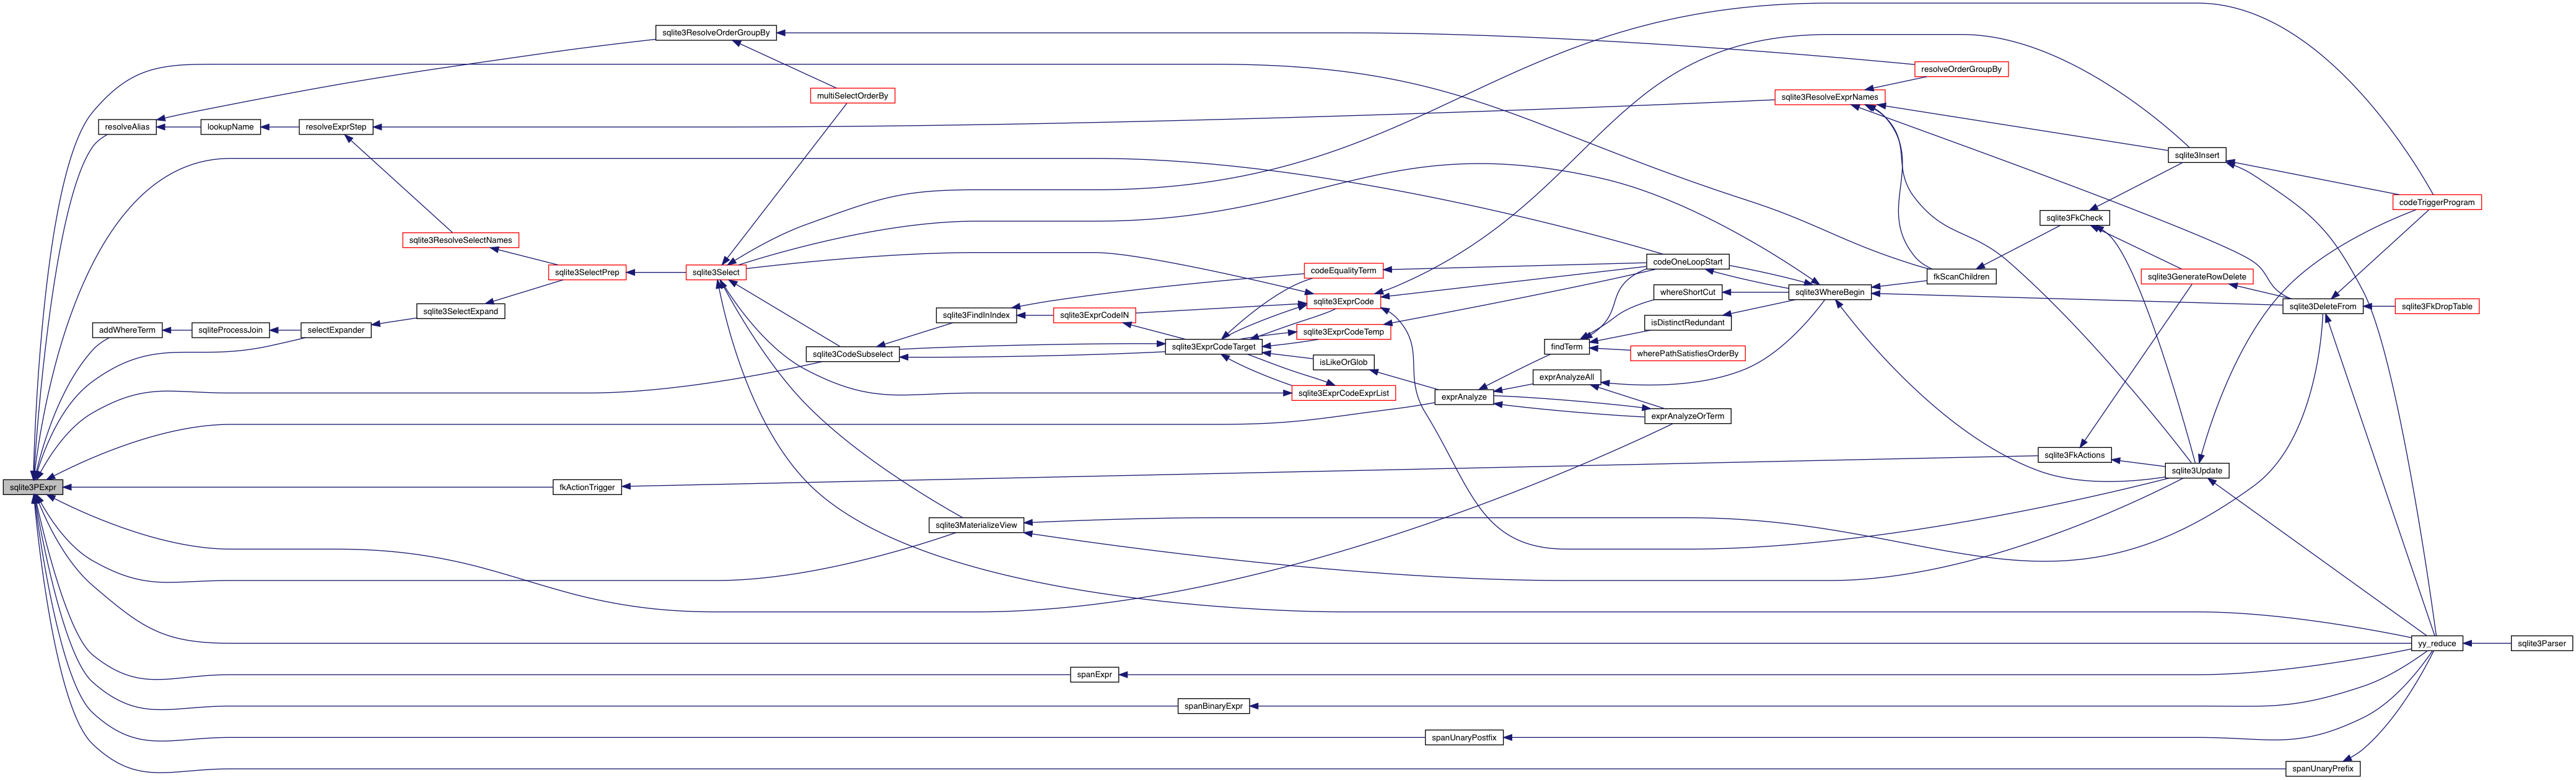 sqlite3ResolveOrderGroupBy
resolveOrderGroupBy
multiSelectOrderBy
sqlite3ResolveExprNames
resolveAlias
lookupName
resolveExprStep
sqlite3Insert
codeTriggerProgram
sqlite3FkCheck
sqlite3ResolveSelectNames
sqlite3SelectPrep
sqlite3Select
codeEqualityTerm
codeOneLoopStart
fkScanChildren
sqlite3GenerateRowDelete
whereShortCut
sqlite3WhereBegin
sqlite3ExprCode
sqlite3DeleteFrom
sqlite3FkDropTable
sqlite3SelectExpand
sqlite3FindInIndex
sqlite3ExprCodeIN
isDistinctRedundant
addWhereTerm
sqliteProcessJoin
selectExpander
sqlite3ExprCodeTemp
sqlite3CodeSubselect
sqlite3ExprCodeTarget
findTerm
wherePathSatisfiesOrderBy
isLikeOrGlob
exprAnalyzeAll
sqlite3ExprCodeExprList
exprAnalyze
exprAnalyzeOrTerm
sqlite3FkActions
sqlite3Update
sqlite3PExpr
fkActionTrigger
sqlite3MaterializeView
yy_reduce
sqlite3Parser
spanExpr
spanBinaryExpr
spanUnaryPostfix
spanUnaryPrefix